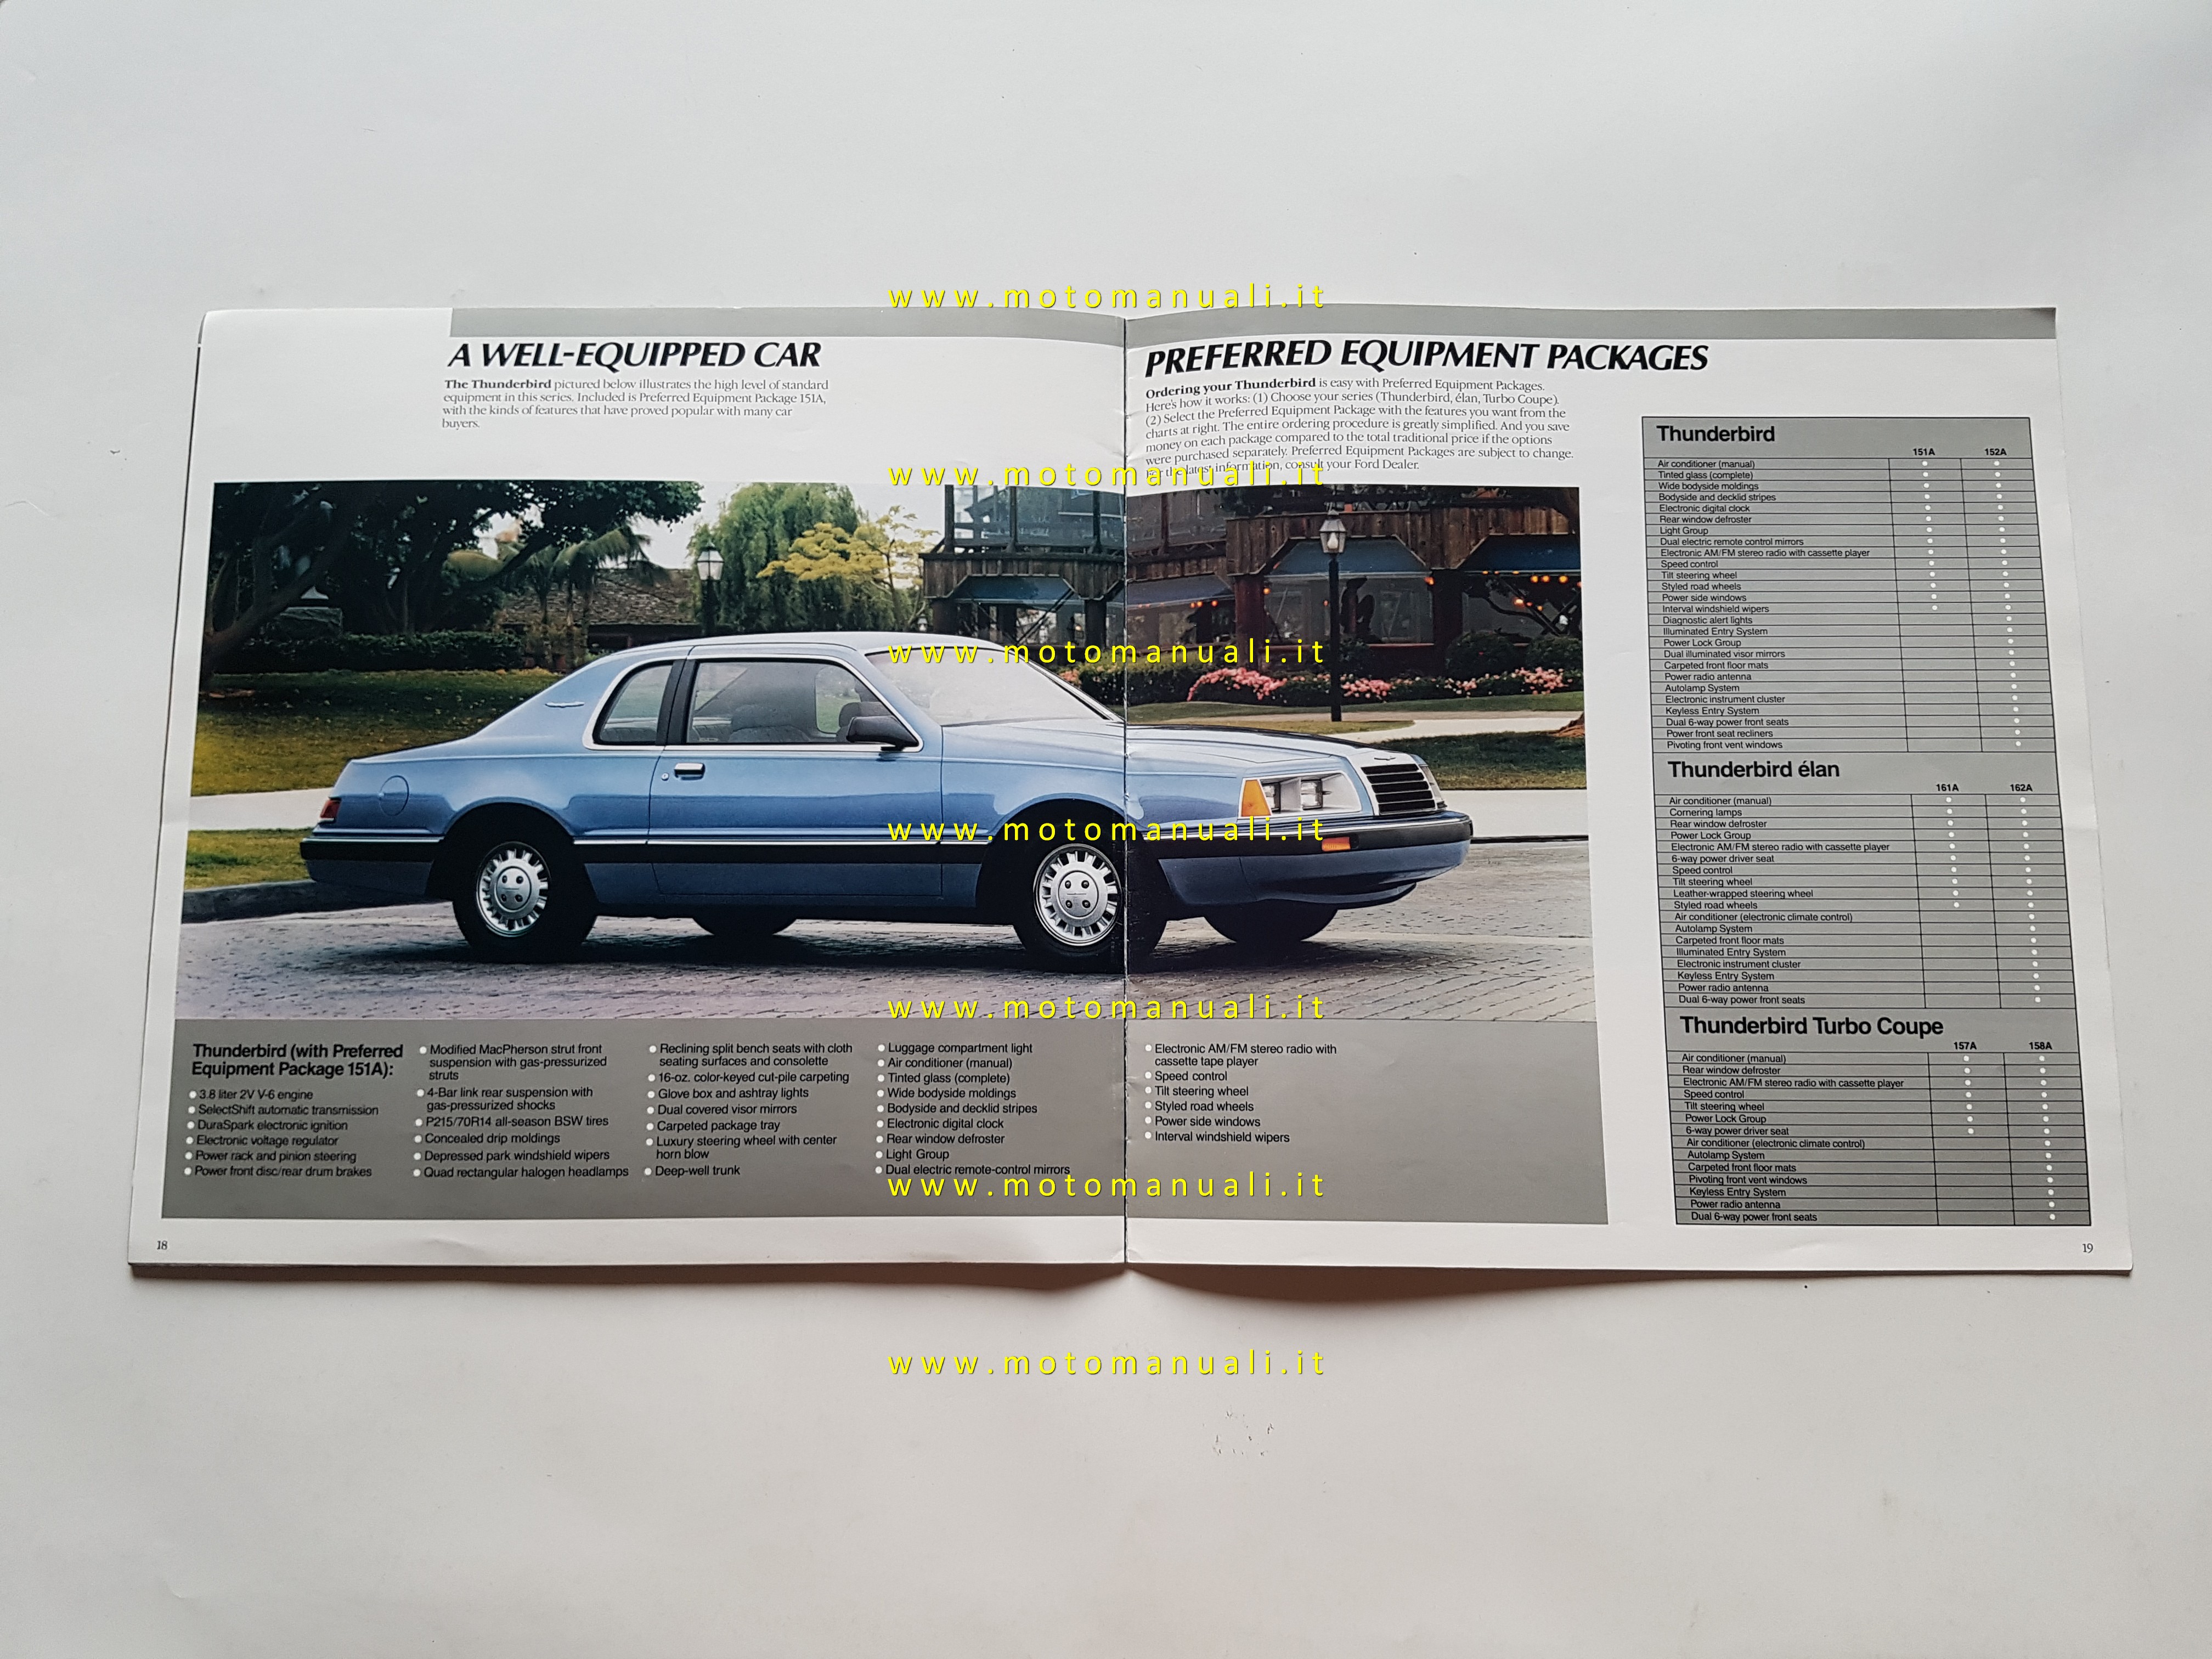 A WELL-EQUIPPED CAR
The Thunderbird pictured below illustrates the high level of standard
equipment in this series. Included is Preferred Equipment Package 151A,
with the kinds of features that have proved popular with many car
buyers.
Thunderbird (with Preferred
Equipment Package 151A):
3.8 liter 2V V-6 engine
SelectShift automatic transmission
DuraSpark electronic ignition
Electronic voltage regulator
Power rack and pinion steering
Power front disc/rear drum brakes
Modified MacPherson strut front
suspension with gas-pressurized
struts
4-Bar link rear suspension with
gas-pressurized shocks
P215/70R14 all-season BSW tires
Concealed drip moldings
Depressed park windshield wipers
Quad rectangular halogen headlamps
Reclining split bench seats with cloth
seating surfaces and consolette
16-oz. color-keyed cut-pile carpeting
Glove box and ashtray lights
Dual covered visor mirrors
Carpeted package tray
Luxury steering wheel with center
horn blow
Deep-well trunk
Luggage compartment light
Air conditioner (manual)
Tinted glass (complete)
Wide bodyside moldings
Bodyside and decklid stripes
Electronic digital clock
Rear window defroster
Light Group
Dual electric remote-control mirrors
18
PREFERRED EQUIPMENT PACKAGES
Ordering your Thunderbird is easy with Preferred Equipment Packages.
Here's how it works: (1) Choose your series (Thunderbird, élan, Turbo Coupe).
(2) Select the Preferred Equipment Package with the features you want from the
charts at right. The entire ordering procedure is greatly simplified. And you save
money on each package compared to the total traditional price if the options
were purchased separately. Preferred Equipment Packages are subject to change.
For the latest information, consult your Ford Dealer.
Electronic AM/FM stereo radio with
cassette tape player
Speed control
Tilt steering wheel
Styled road wheels
Power side windows
Interval windshield wipers
Thunderbird
151A 152A
Air conditioner (manual)
Tinted glass (complete)
Wide bodyside moldings
Bodyside and decklid stripes
Electronic digital clock
Rear window defroster
Light Group
Dual electric remote control mirrors
Electronic AM/FM stereo radio with cassette player
Speed control
Tilt steering wheel
Styled road wheels
Power side windows
Interval windshield wipers
Diagnostic alert lights
Illuminated Entry System
Power Lock Group
Dual illuminated visor mirrors
Carpeted front floor mats
Power radio antenna
Autolamp System
Electronic instrument cluster
Keyless Entry System
Dual 6-way power front seats
Power front seat recliners
Pivoting front vent windows
Thunderbird élan
161A 162A
Air conditioner (manual)
Cornering lamps
Rear window defroster
Power Lock Group
Electronic AM/FM stereo radio with cassette player
6-way power driver seat
Speed control
Tilt steering wheel
Leather-wrapped steering wheel
Styled road wheels
Air conditioner (electronic climate control)
Autolamp System
Carpeted front floor mats
Illuminated Entry System
Electronic instrument cluster
Keyless Entry System
Power radio antenna
Dual 6-way power front seats
Thunderbird Turbo Coupe
157A 158A
Air conditioner (manual)
Rear window defroster
Electronic AM/FM stereo radio with cassette player
Speed control
Tilt steering wheel
Power Lock Group
6-way power driver seat
Air conditioner (electronic climate control)
Autolamp System
Carpeted front floor mats
Pivoting front vent windows
Keyless Entry System
Power radio antenna
Dual 6-way power front seats
19
www.motomanuali.it
www.motomanuali.it
www.motomanuali.it
www.motomanuali.it
www.motomanuali.it
www.motomanuali.it
www.motomanuali.it